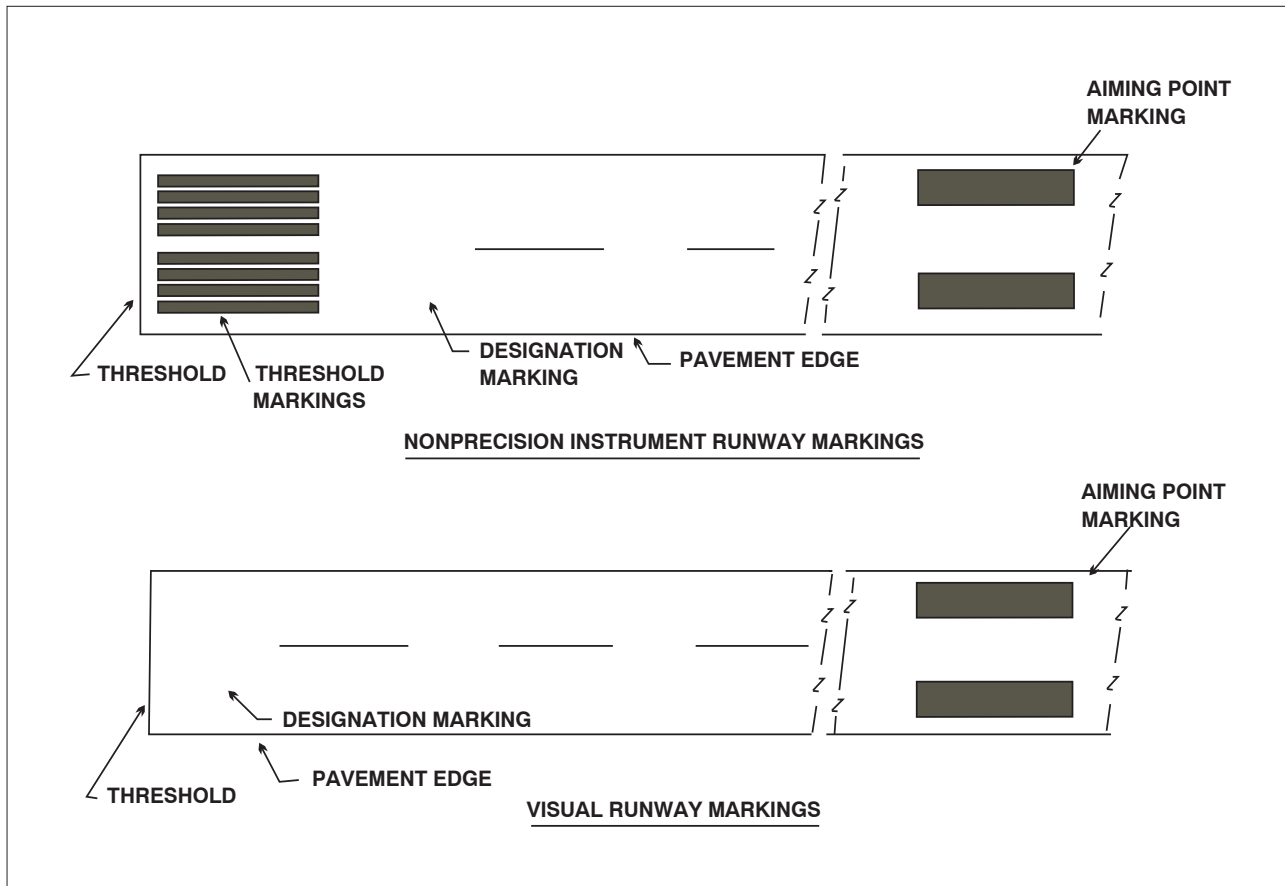 AIMING POINT
MARKING
DESIGNATION
MARKING
PAVEMENT EDGE
THRESHOLD
THRESHOLD
MARKINGS
NONPRECISION INSTRUMENT RUNWAY MARKINGS
AIMING POINT
MARKING
DESIGNATION MARKING
PAVEMENT EDGE
THRESHOLD
VISUAL RUNWAY MARKINGS